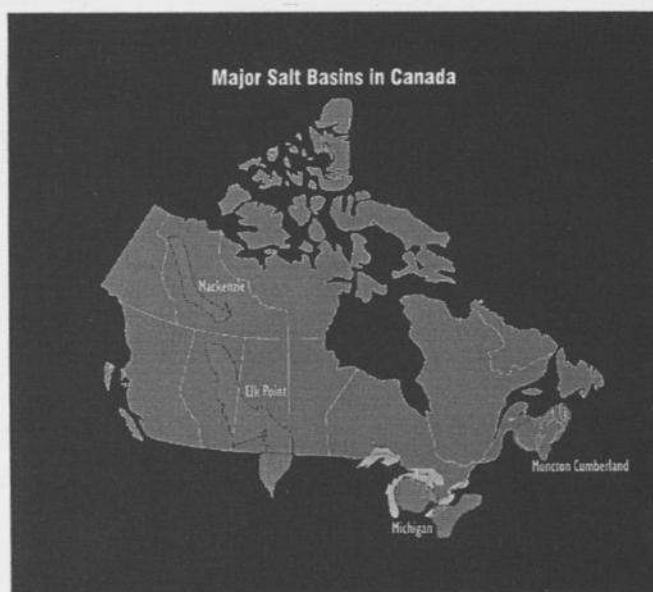 Major Salt Basins in Canada
Mackenzie
Elk Point
Moncton Cumberland
Michigan